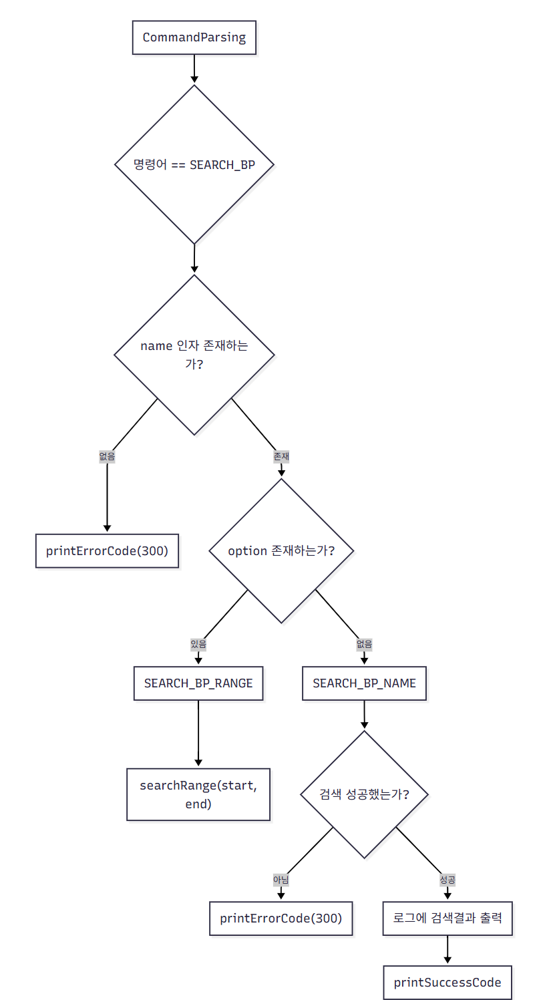 CommandParsing
명령어 == SEARCH_BP
name 인자 존재하는
가?
없음
존재
printErrorCode(300)
option 존재하는가?
있음
없음
SEARCH_BP_RANGE
SEARCH_BP_NAME
searchRange(start,
end)
검색 성공했는가?
아님
성공
printErrorCode(300)
로그에 검색결과 출력
printSuccessCode